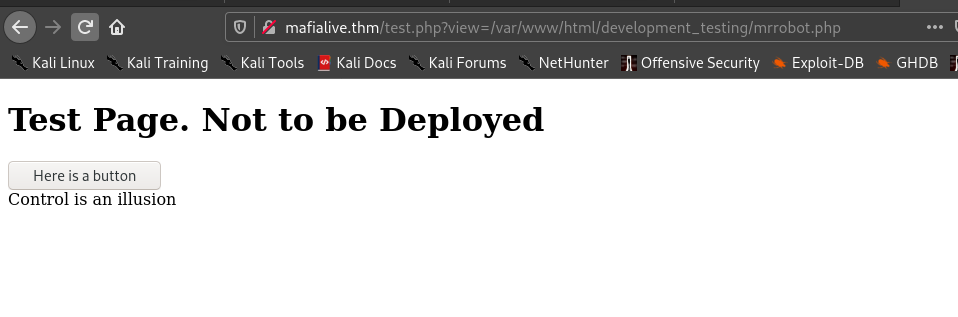 mafialive.thm/test.php?view=/var/www/html/development_testing/mrrobot.php
Kali Linux Kali Training Kali Tools Kali Docs Kali Forums NetHunter Offensive Security Exploit-DB GHDB
Test Page. Not to be Deployed
Here is a button
Control is an illusion